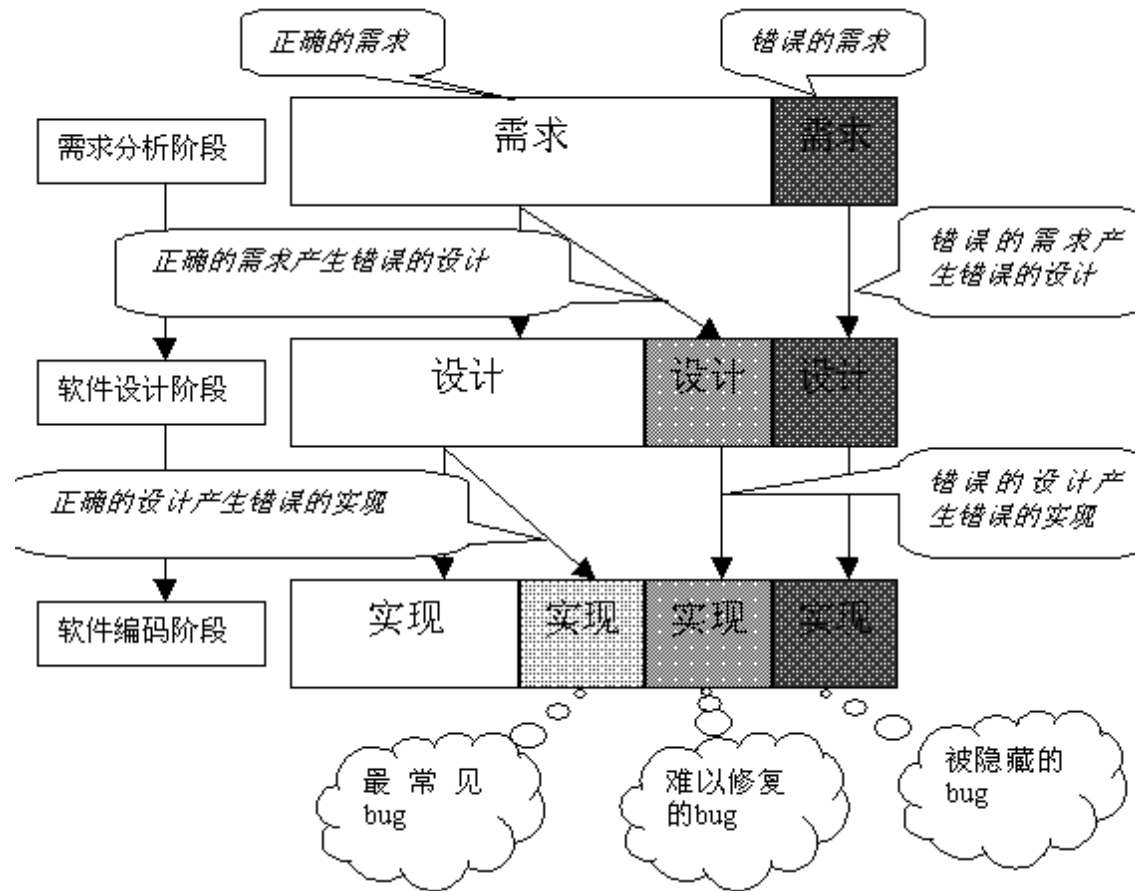 正确的需求
错误的需求
需求分析阶段
需求
需求
正确的需求产生错误的设计
错误的需求产
生错误的设计
软件设计阶段
设计
设计
设计
正确的设计产生错误的实现
错误的设计产
生错误的实现
软件编码阶段
实现
实现
实现
实现
最常见
bug
难以修复
的bug
被隐藏的
bug